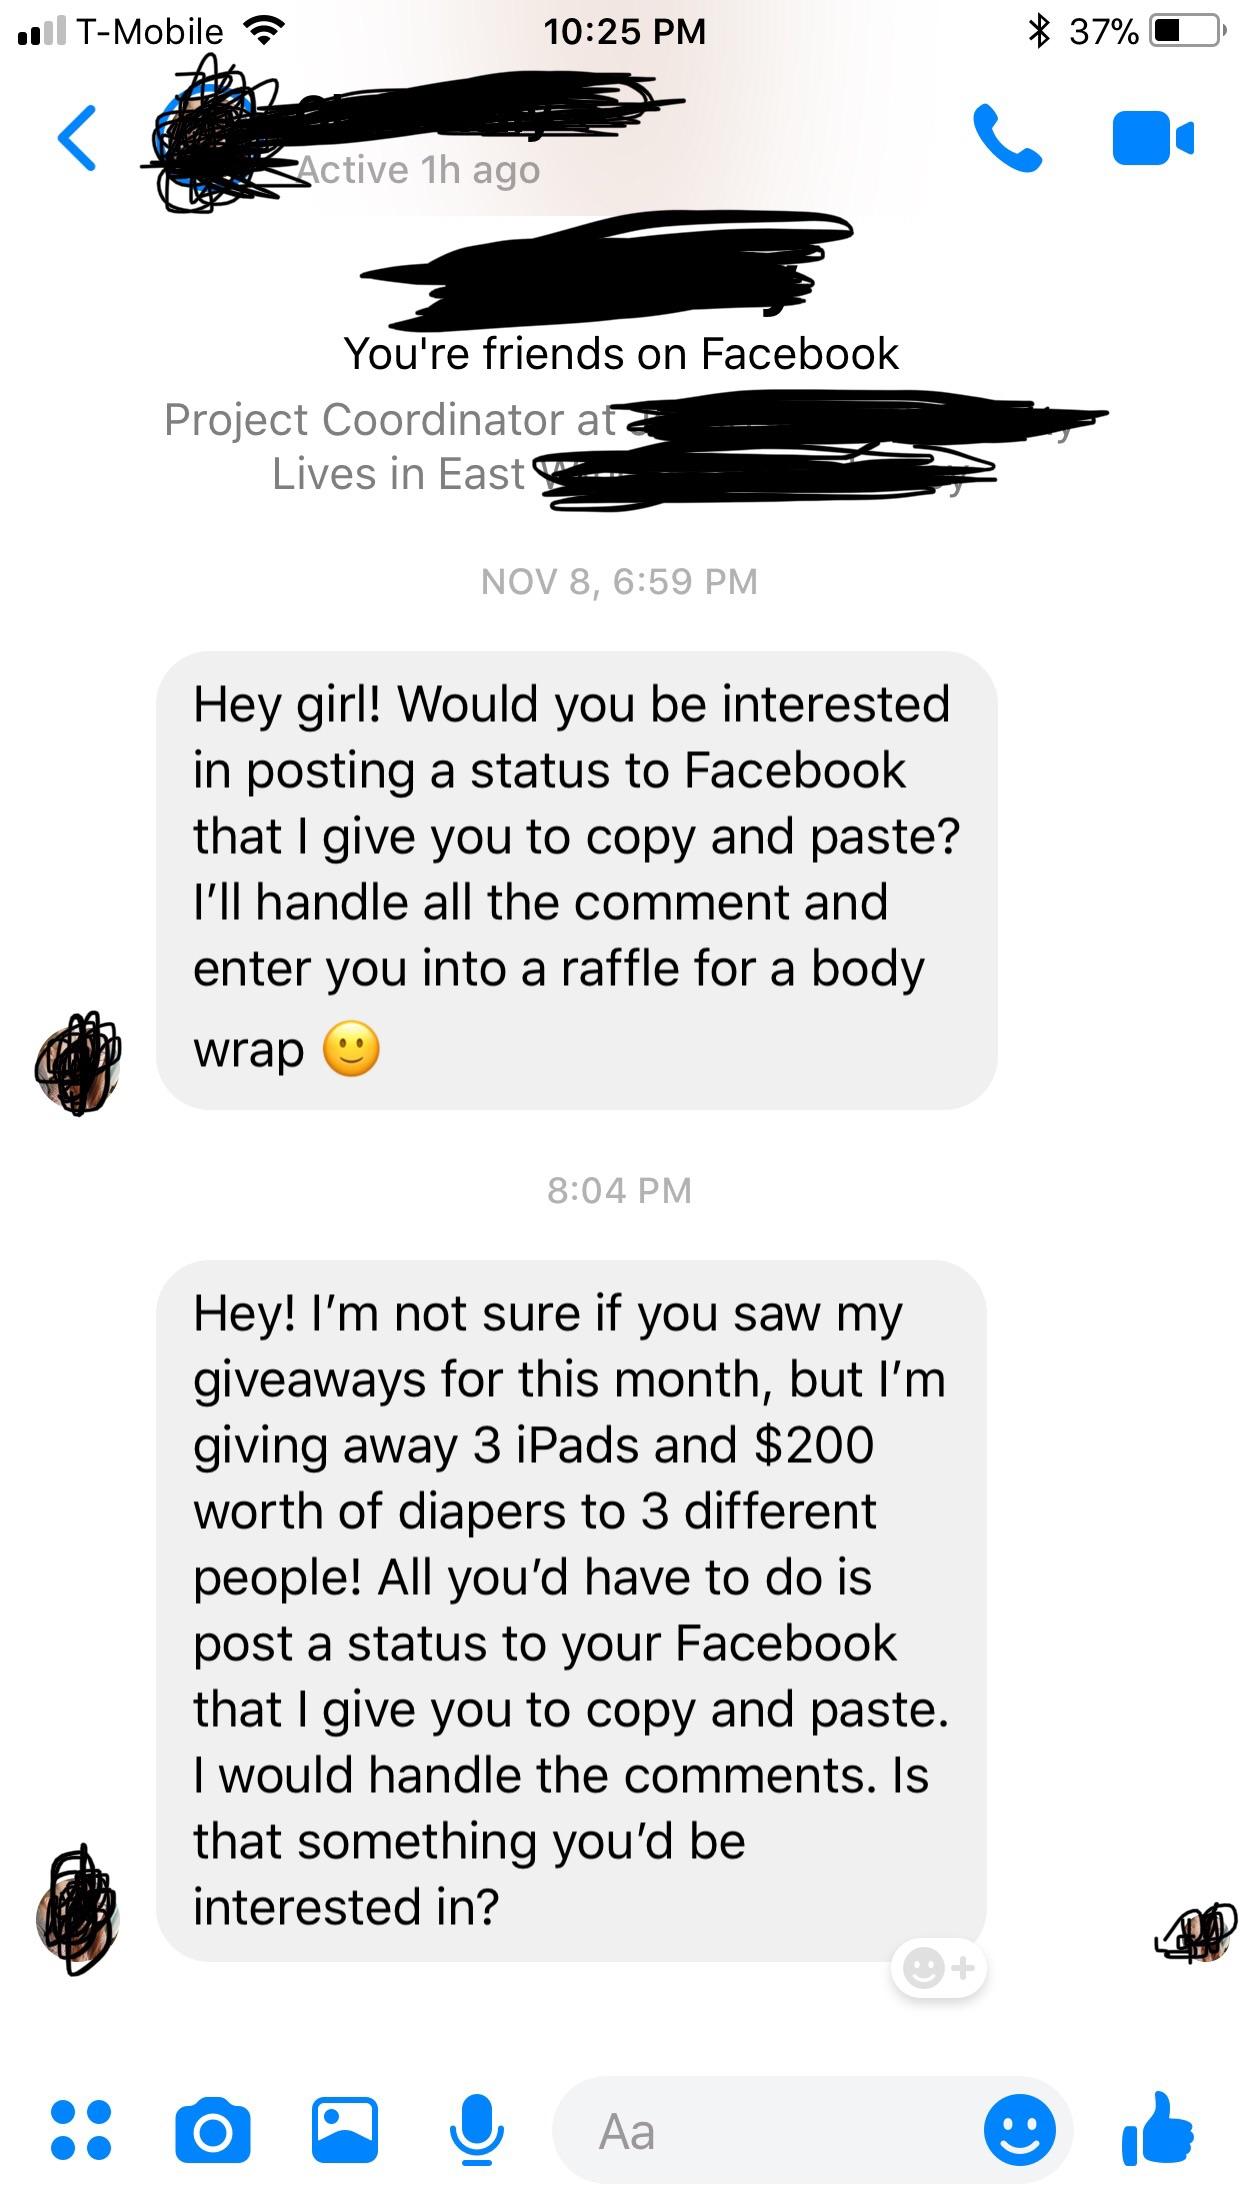 T-Mobile 10:25 PM 37%
Active 1h ago
You're friends on Facebook
Project Coordinator at
Lives in East
NOV 8, 6:59 PM
Hey girl! Would you be interested
in posting a status to Facebook
that I give you to copy and paste?
I’ll handle all the comment and
enter you into a raffle for a body
wrap 🙂
8:04 PM
Hey! I’m not sure if you saw my
giveaways for this month, but I’m
giving away 3 iPads and $200
worth of diapers to 3 different
people! All you’d have to do is
post a status to your Facebook
that I give you to copy and paste.
I would handle the comments. Is
that something you’d be
interested in?
Aa